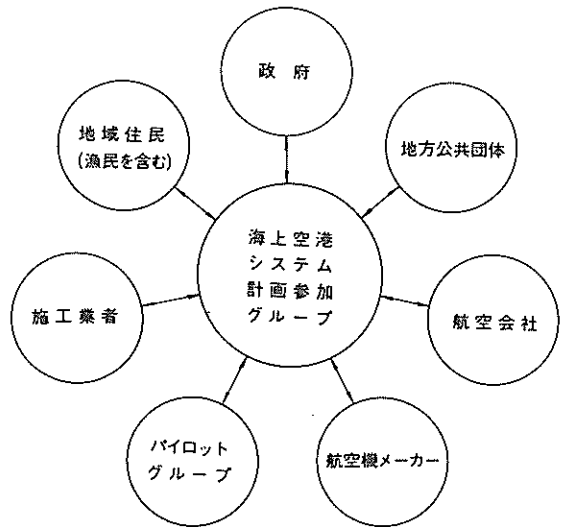 政府
地域住民
(漁民を含む)
地方公共団体
海上空港
システム
計画参加
グループ
施工業者
航空会社
パイロット
グループ
航空機メーカー